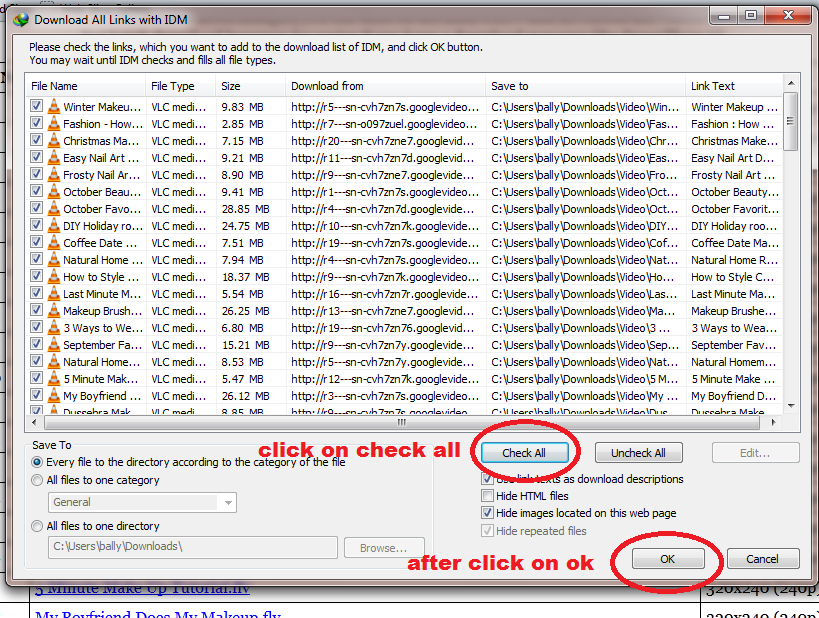 Download All Links with IDM
Please check the links, which you want to add to the download list of IDM, and click OK button.
You may wait until IDM checks and fills all file types.
File Name File Type Size Download from Save to Link Text
Winter Makeu... VLC medi... 9.83 MB http://r5---sn-cvh7zn7s.googlevideo... C:\Users\bally\Downloads\Video\Win... Winter Makeup ...
Fashion - How... VLC medi... 2.85 MB http://r7---sn-o097zuel.googlevideo... C:\Users\bally\Downloads\Video\Fas... Fashion : How ...
Christmas Ma... VLC medi... 7.15 MB http://r20---sn-cvh7zne7.googlevid... C:\Users\bally\Downloads\Video\Chr... Christmas Make...
Easy Nail Art ... VLC medi... 9.21 MB http://r11---sn-cvh7zn7d.googlevid... C:\Users\bally\Downloads\Video\Eas... Easy Nail Art D...
Frosty Nail Ar... VLC medi... 8.90 MB http://r9---sn-cvh7zne7.googlevide... C:\Users\bally\Downloads\Video\Fro... Frosty Nail Art ...
October Beau... VLC medi... 9.41 MB http://r1---sn-cvh7zn7s.googlevideo... C:\Users\bally\Downloads\Video\Oct... October Beauty...
October Favo... VLC medi... 28.85 MB http://r4---sn-cvh7zn7d.googlevide... C:\Users\bally\Downloads\Video\Oct... October Favorit...
DIY Holiday ro... VLC medi... 24.75 MB http://r10---sn-cvh7zn7k.googlevid... C:\Users\bally\Downloads\Video\DIY... DIY Holiday roo...
Coffee Date ... VLC medi... 7.51 MB http://r19---sn-cvh7zn7s.googlevid... C:\Users\bally\Downloads\Video\Cof... Coffee Date Ma...
Natural Home ... VLC medi... 7.94 MB http://r4---sn-cvh7zn7s.googlevideo... C:\Users\bally\Downloads\Video\Nat... Natural Home R...
How to Style ... VLC medi... 18.37 MB http://r9---sn-cvh7zn7k.googlevide... C:\Users\bally\Downloads\Video\Ho... How to Style C...
Last Minute M... VLC medi... 5.54 MB http://r16---sn-cvh7zn7r.googlevide... C:\Users\bally\Downloads\Video\Las... Last Minute Ma...
Makeup Brush... VLC medi... 26.25 MB http://r13---sn-cvh7zne7.googlevid... C:\Users\bally\Downloads\Video\Ma... Makeup Brushe...
3 Ways to We... VLC medi... 6.80 MB http://r19---sn-cvh7zn76.googlevid... C:\Users\bally\Downloads\Video\3 ... 3 Ways to Wea...
September Fa... VLC medi... 15.21 MB http://r9---sn-cvh7zn7y.googlevide... C:\Users\bally\Downloads\Video\Sep... September Fav...
Natural Home... VLC medi... 8.53 MB http://r5---sn-cvh7zn7y.googlevide... C:\Users\bally\Downloads\Video\Nat... Natural Homem...
5 Minute Mak... VLC medi... 5.47 MB http://r12---sn-cvh7zn7k.googlevid... C:\Users\bally\Downloads\Video\5 M... 5 Minute Make ...
My Boyfriend ... VLC medi... 26.12 MB http://r3---sn-cvh7zn7s.googlevideo... C:\Users\bally\Downloads\Video\My ... My Boyfriend D...
Dussehra Mak... VLC medi... 8.85 MB C:\Users\bally\Downloads\Video\Dus... Dussehra Make...
Save To
click on check all
Check All Uncheck All Edit...
Every file to the directory according to the category of the file
All files to one category
General
All files to one directory
C:\Users\bally\Downloads\ Browse...
Use link texts as download descriptions
Hide HTML files
Hide images located on this web page
Hide repeated files
after click on ok
OK Cancel
5 Minute Make Up Tutorial.flv 320x240 (240p)
My Boyfriend Does My Makeup.flv 320x240 (240p)